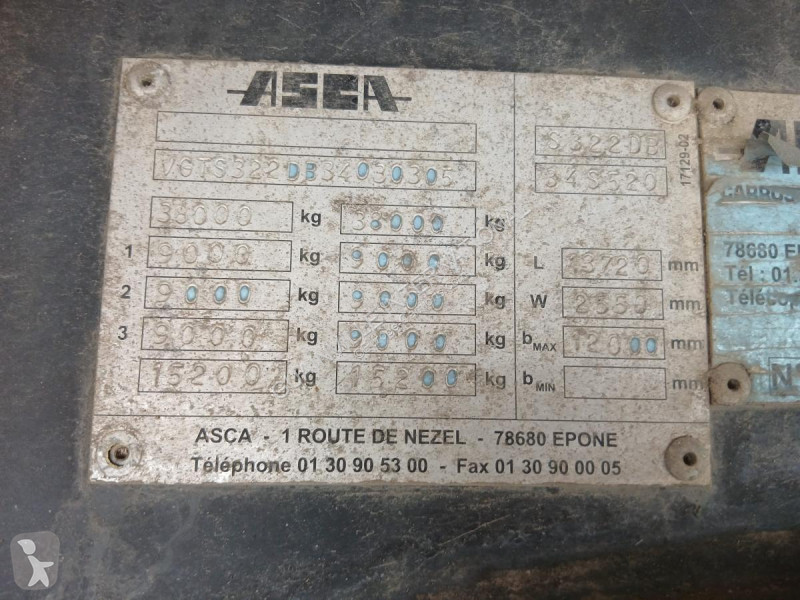 ASCA
S322DB
VGTS322DB34030305
34S520
17129-02
38000 kg 38000 kg
1 9000 kg 9000 kg L 13720 mm
2 9000 kg 9000 kg W 2550 mm
3 9000 kg 9000 kg bMAX 12000 mm
15200 kg 15200 kg bMIN mm
ASCA - 1 ROUTE DE NEZEL - 78680 EPONE
Téléphone 01 30 90 53 00 - Fax 01 30 90 00 05
78680
Tél : 01.